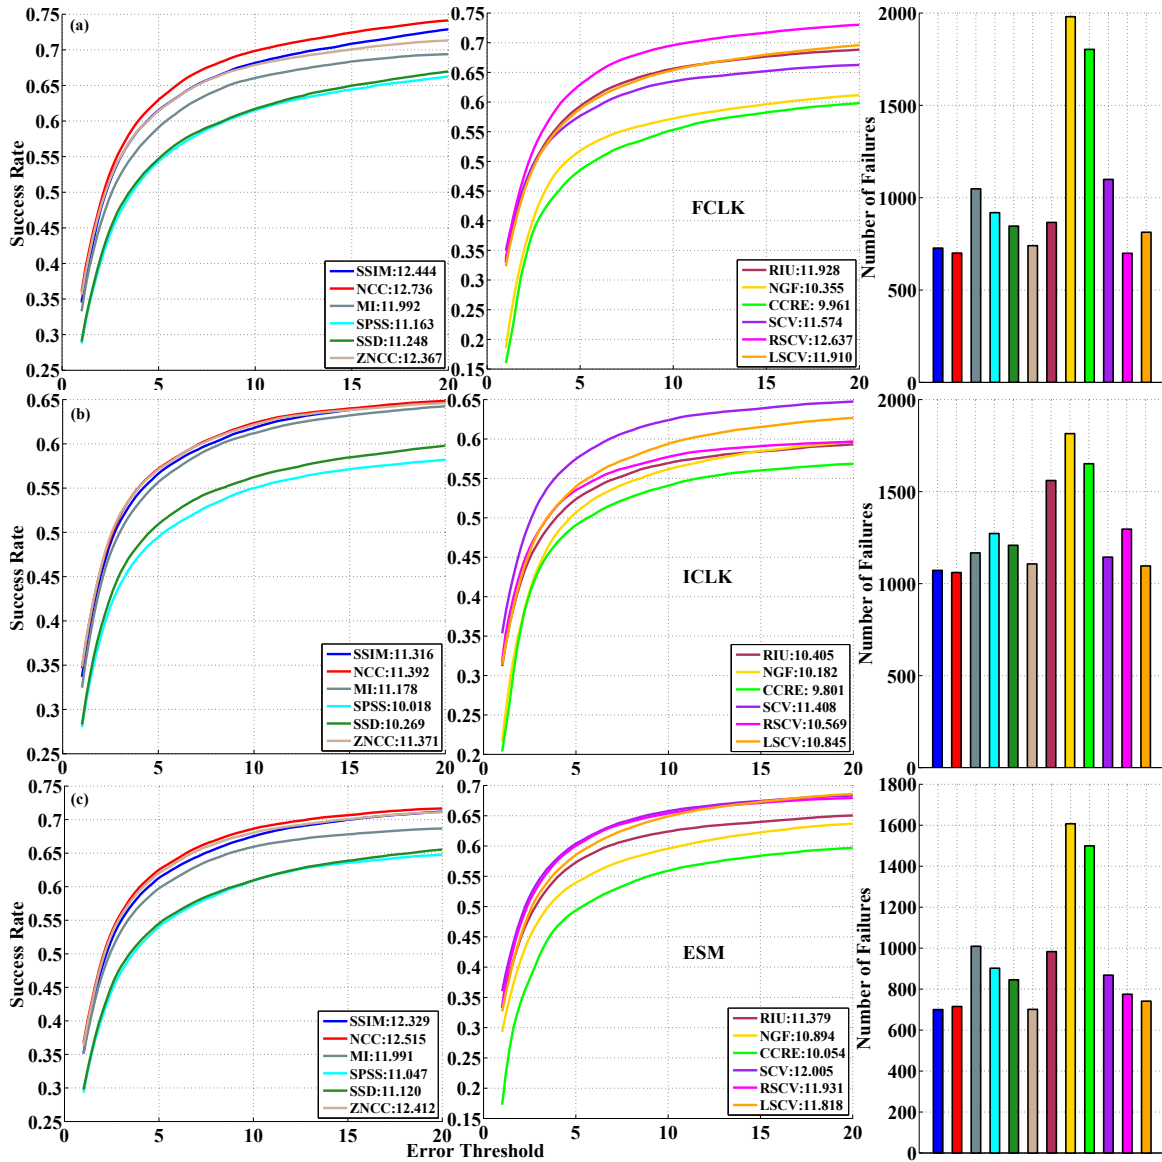 (a)
Success Rate
0.75
0.7
0.65
0.6
0.55
0.5
0.45
0.4
0.35
0.3
0.25
0 5 10 15 20
SSIM:12.444
NCC:12.736
MI:11.992
SPSS:11.163
SSD:11.248
ZNCC:12.367
0.75
0.7
0.65
0.6
0.55
0.5
0.45
0.4
0.35
0.3
0.25
0.2
0.15
0 5 10 15 20
FCLK
RIU:11.928
NGF:10.355
CCRE: 9.961
SCV:11.574
RSCV:12.637
LSCV:11.910
Number of Failures
2000
1500
1000
500
0
(b)
Success Rate
0.65
0.6
0.55
0.5
0.45
0.4
0.35
0.3
0.25
0 5 10 15 20
SSIM:11.316
NCC:11.392
MI:11.178
SPSS:10.018
SSD:10.269
ZNCC:11.371
0.65
0.6
0.55
0.5
0.45
0.4
0.35
0.3
0.25
0.2
0 5 10 15 20
ICLK
RIU:10.405
NGF:10.182
CCRE: 9.801
SCV:11.408
RSCV:10.569
LSCV:10.845
Number of Failures
2000
1500
1000
500
0
(c)
Success Rate
0.75
0.7
0.65
0.6
0.55
0.5
0.45
0.4
0.35
0.3
0.25
0 5 10 15 20
SSIM:12.329
NCC:12.515
MI:11.991
SPSS:11.047
SSD:11.120
ZNCC:12.412
0.7
0.65
0.6
0.55
0.5
0.45
0.4
0.35
0.3
0.25
0.2
0.15
0 5 10 15 20
ESM
RIU:11.379
NGF:10.894
CCRE:10.054
SCV:12.005
RSCV:11.931
LSCV:11.818
Number of Failures
1800
1600
1400
1200
1000
800
600
400
200
0
Error Threshold